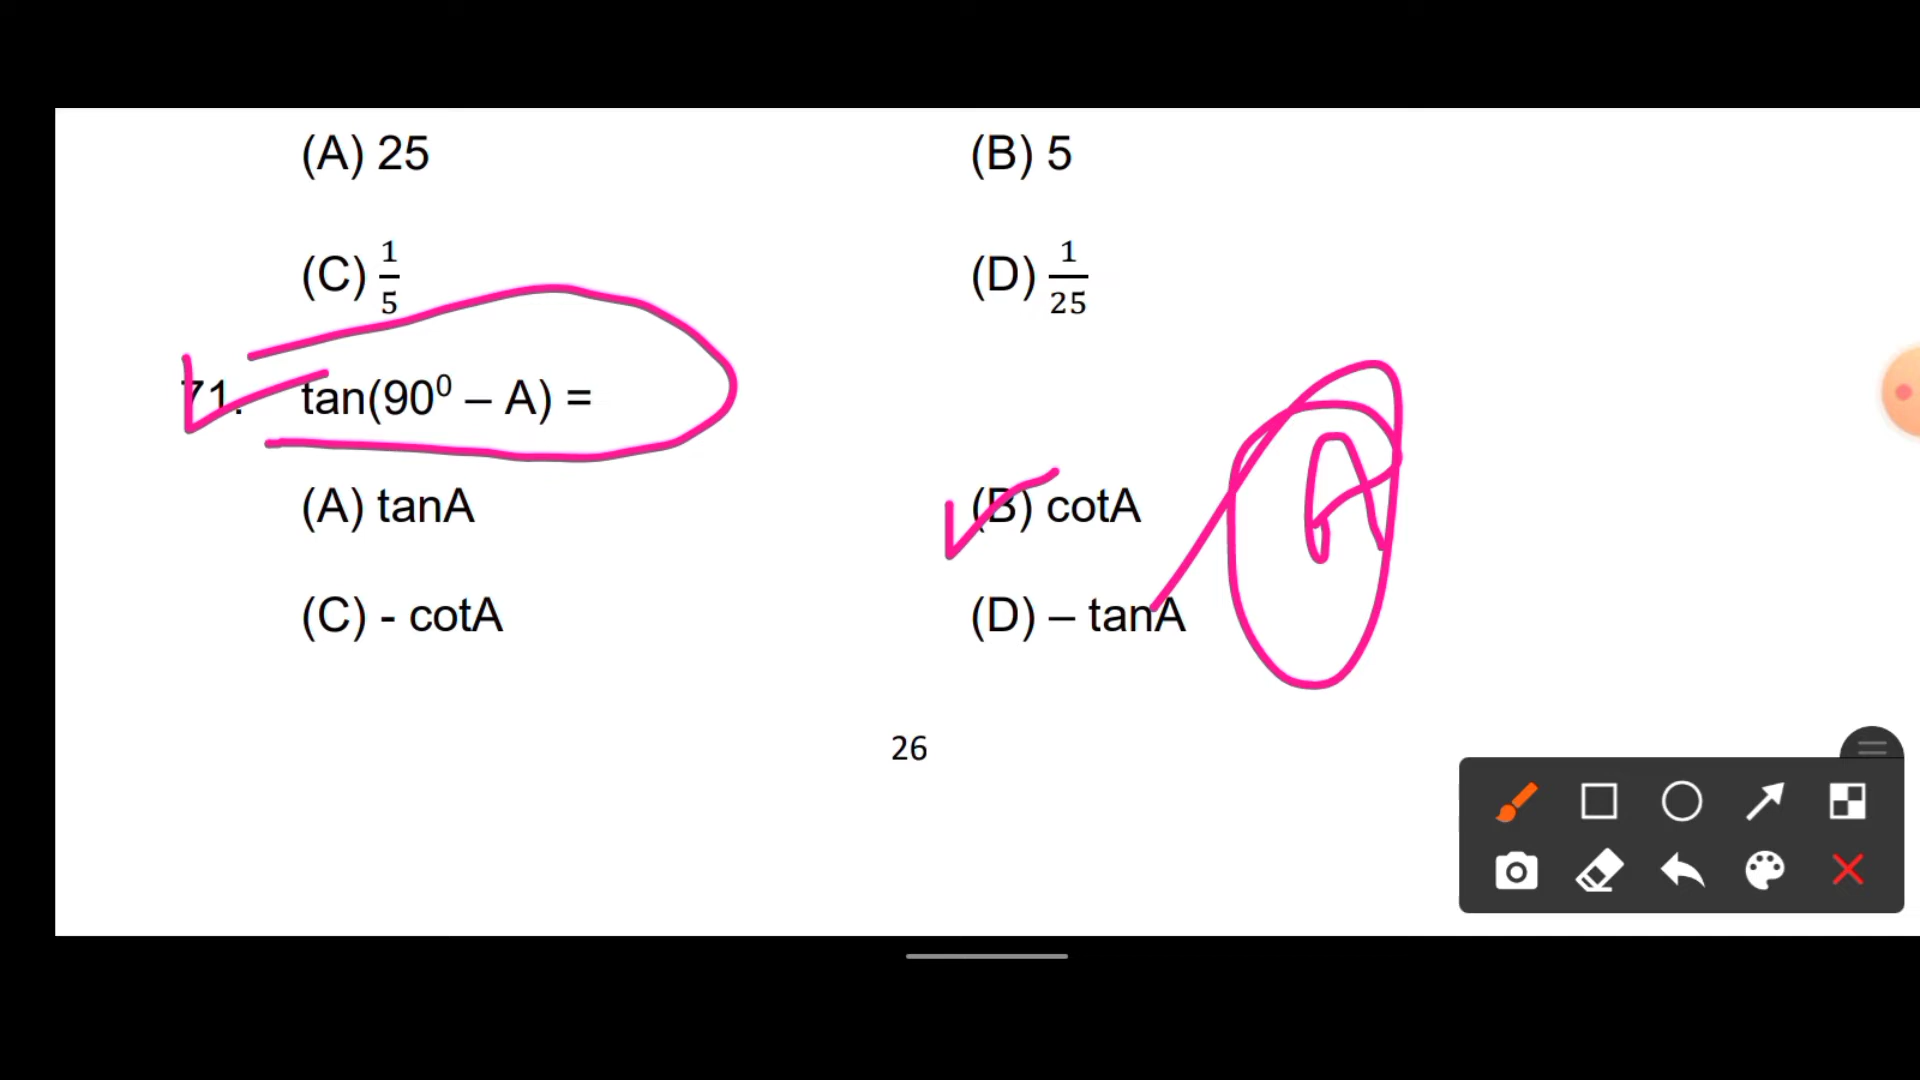 (A) 25 (B) 5
(C) 1/5 (D) 1/25
71. tan(90⁰ – A) =
(A) tanA (B) cotA
A
(C) - cotA (D) – tanA
26